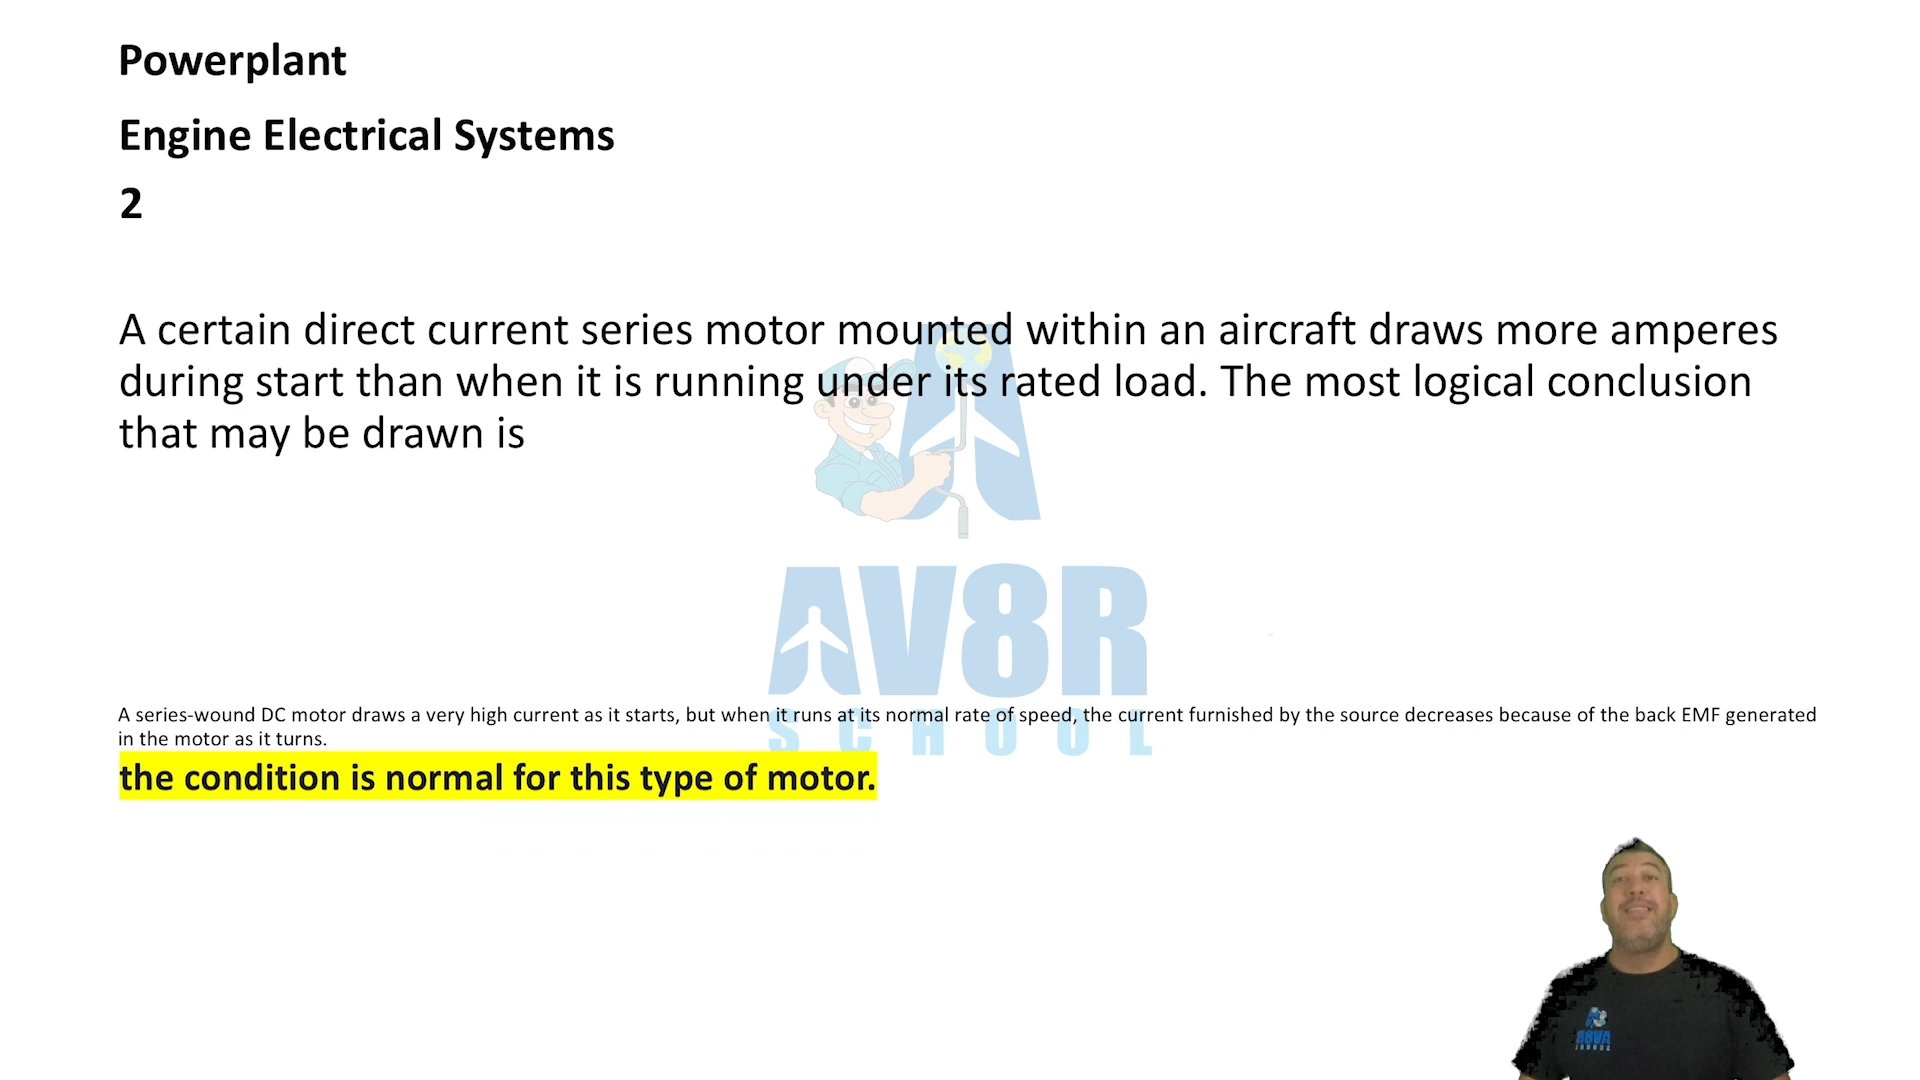 Powerplant
Engine Electrical Systems
2
A certain direct current series motor mounted within an aircraft draws more amperes
during start than when it is running under its rated load. The most logical conclusion
that may be drawn is
AV8R
SCHOOL
A series-wound DC motor draws a very high current as it starts, but when it runs at its normal rate of speed, the current furnished by the source decreases because of the back EMF generated
in the motor as it turns.
the condition is normal for this type of motor.